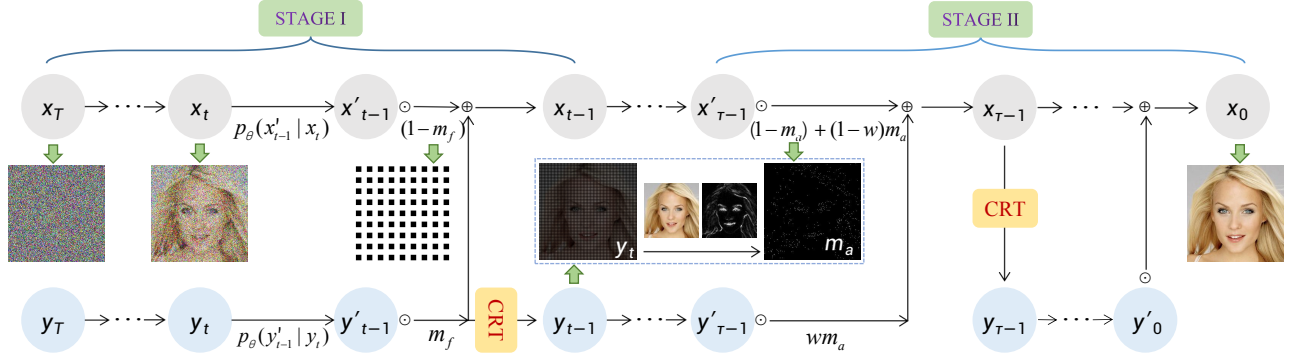 STAGE I
STAGE II
x_T ··· x_t x'_{t-1} ⊙ ⊕ x_{t-1} ··· x'_{τ-1} ⊙ ⊕ x_{τ-1} ··· ⊕ x_0
p_θ(x'_{t-1} | x_t) (1-m_f) (1-m_a)+(1-w)m_a
y_t m_a
CRT
CRT
y_T ··· y_t y'_{t-1} ⊙ y_{t-1} ··· y'_{τ-1} ⊙ y_{τ-1} ··· y'_0 ⊙
p_θ(y'_{t-1} | y_t) m_f wm_a